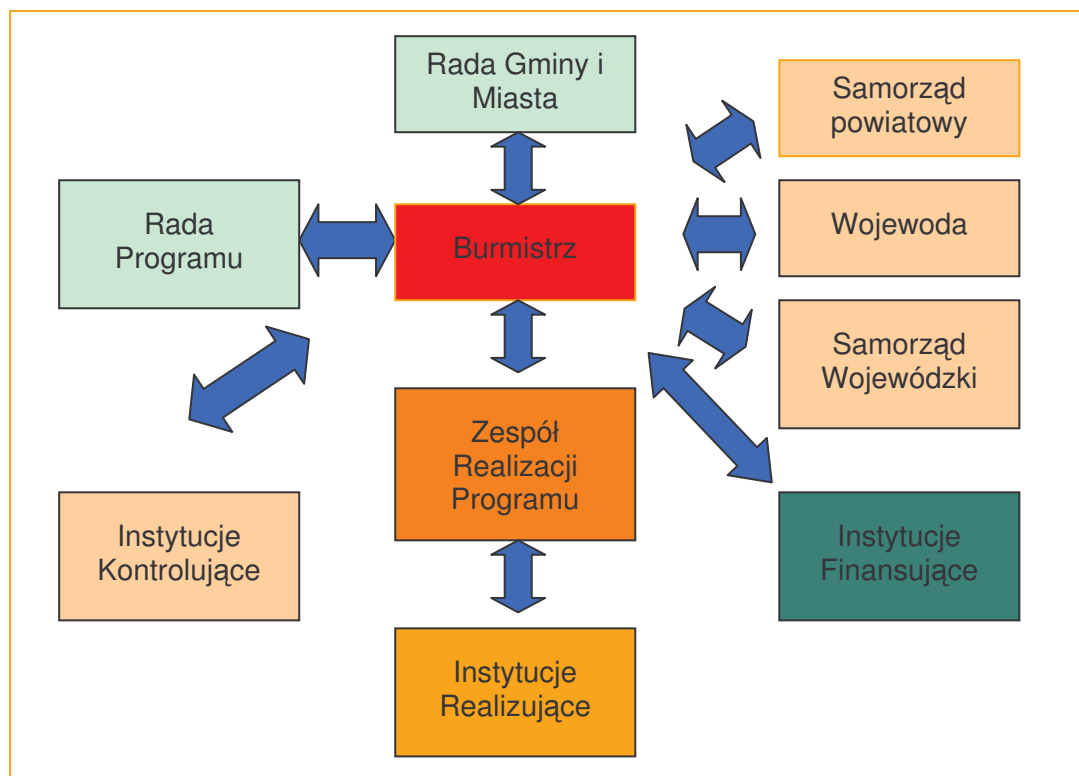 Rada Gminy i
Miasta
Samorząd
powiatowy
Rada
Programu
Burmistrz
Wojewoda
Samorząd
Wojewódzki
Zespół
Realizacji
Programu
Instytucje
Kontrolujące
Instytucje
Finansujące
Instytucje
Realizujące